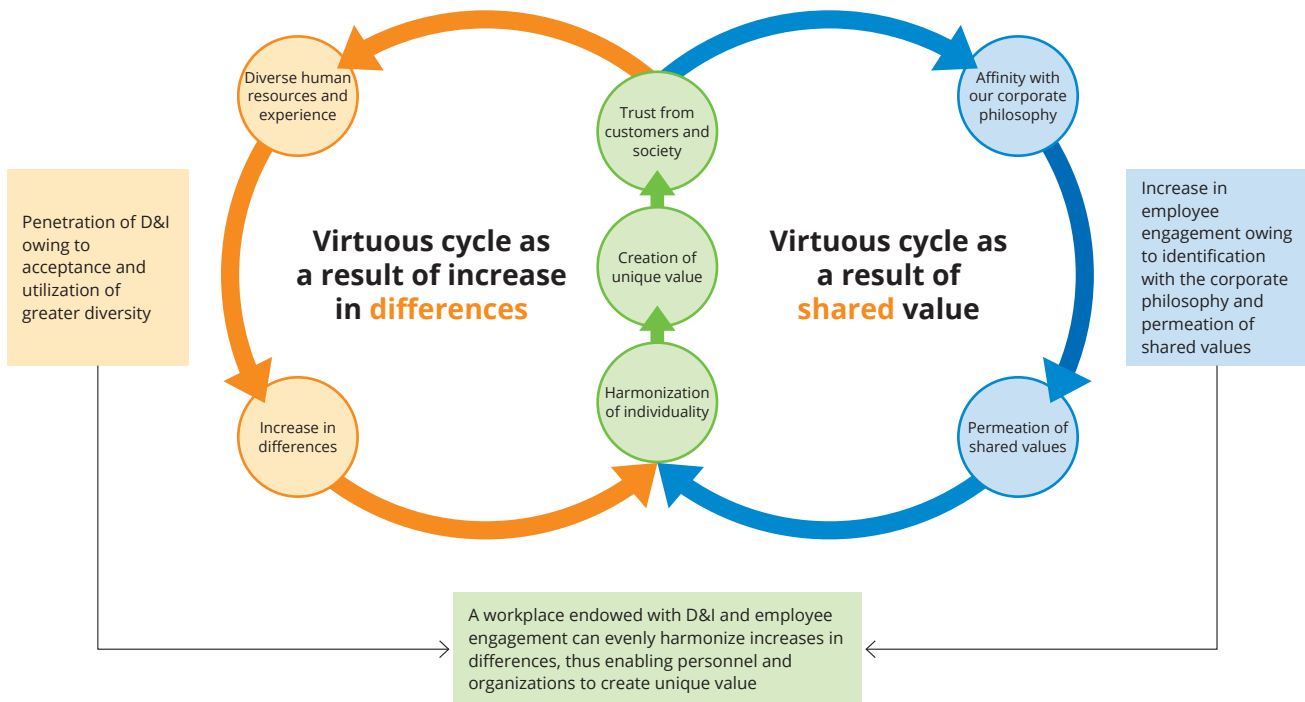 Diverse human
resources and
experience
Trust from
customers and
society
Affinity with
our corporate
philosophy
Penetration of D&I
owing to
acceptance and
utilization of
greater diversity
Virtuous cycle as
a result of increase
in differences
Creation of
unique value
Virtuous cycle as
a result of
shared value
Increase in
employee
engagement owing
to identification
with the corporate
philosophy and
permeation of
shared values
Harmonization
of individuality
Increase in
differences
Permeation of
shared values
A workplace endowed with D&I and employee
engagement can evenly harmonize increases in
differences, thus enabling personnel and
organizations to create unique value